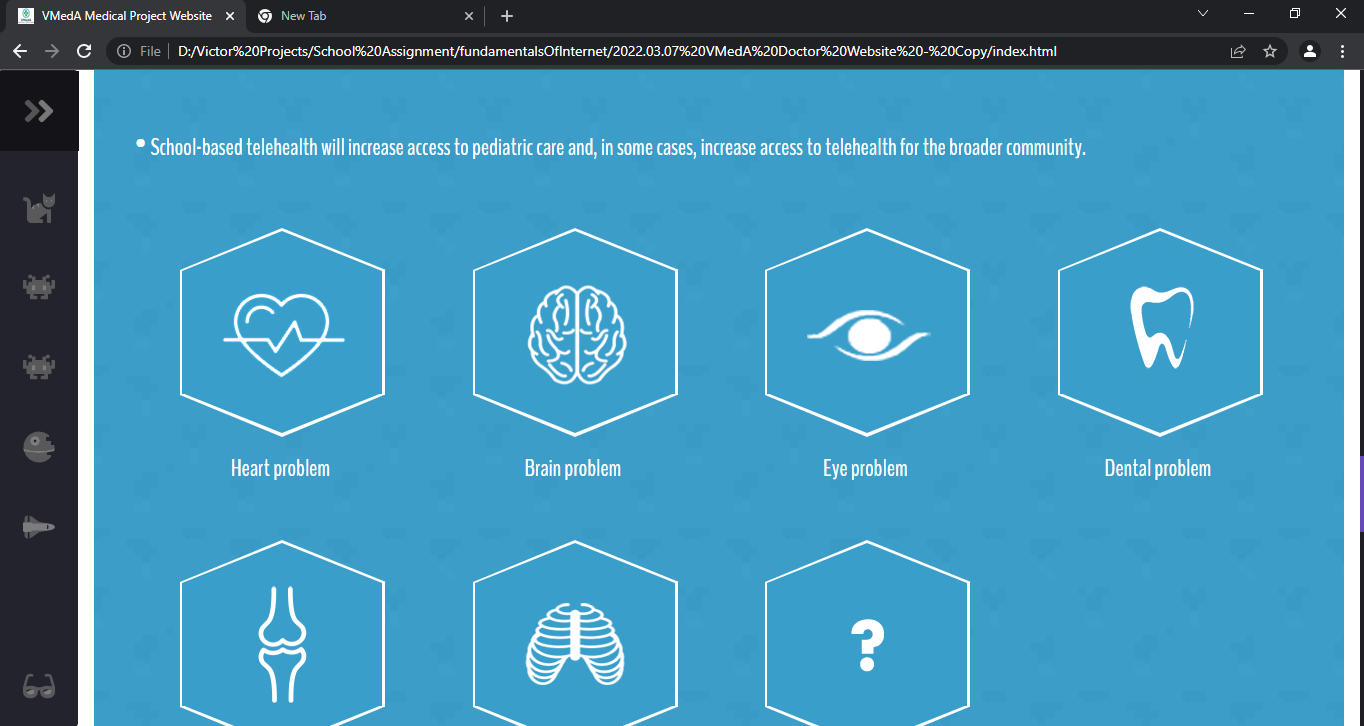 VMedA Medical Project Website
New Tab
File
D:/Victor%20Projects/School%20Assignment/fundamentalsOfInternet/2022.03.07%20VMedA%20Doctor%20Website%20-%20Copy/index.html
• School-based telehealth will increase access to pediatric care and, in some cases, increase access to telehealth for the broader community.
Heart problem
Brain problem
Eye problem
Dental problem
?